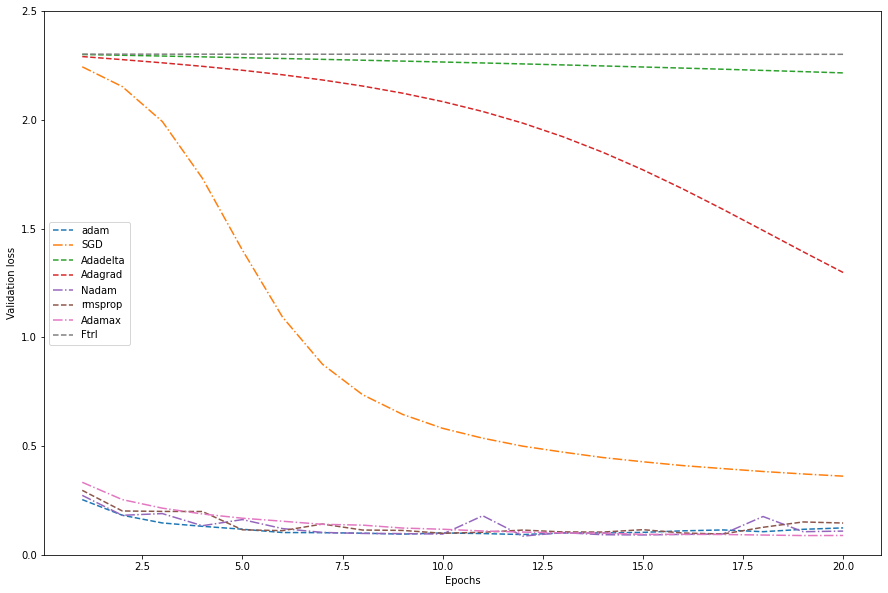 2.5
2.0
1.5
1.0
0.5
0.0
Validation loss
adam
SGD
Adadelta
Adagrad
Nadam
rmsprop
Adamax
Ftrl
2.5 5.0 7.5 10.0 12.5 15.0 17.5 20.0
Epochs